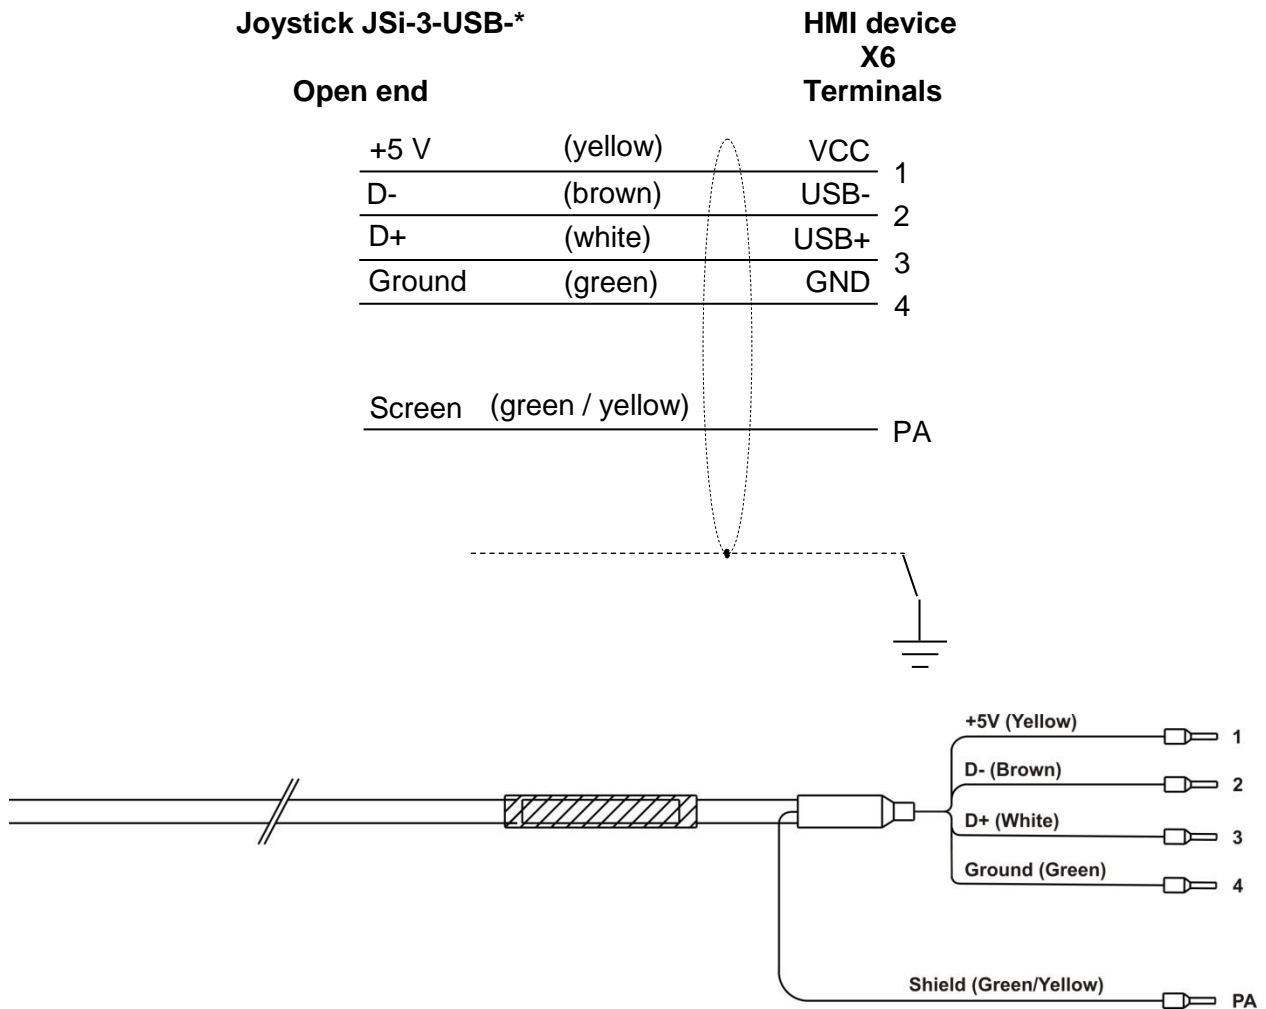 Joystick JSi-3-USB-* HMI device
X6
Open end Terminals
+5 V (yellow) VCC 1
D- (brown) USB- 2
D+ (white) USB+ 3
Ground (green) GND 4
Screen (green / yellow) PA
+5V (Yellow) 1
D- (Brown) 2
D+ (White) 3
Ground (Green) 4
Shield (Green/Yellow) PA